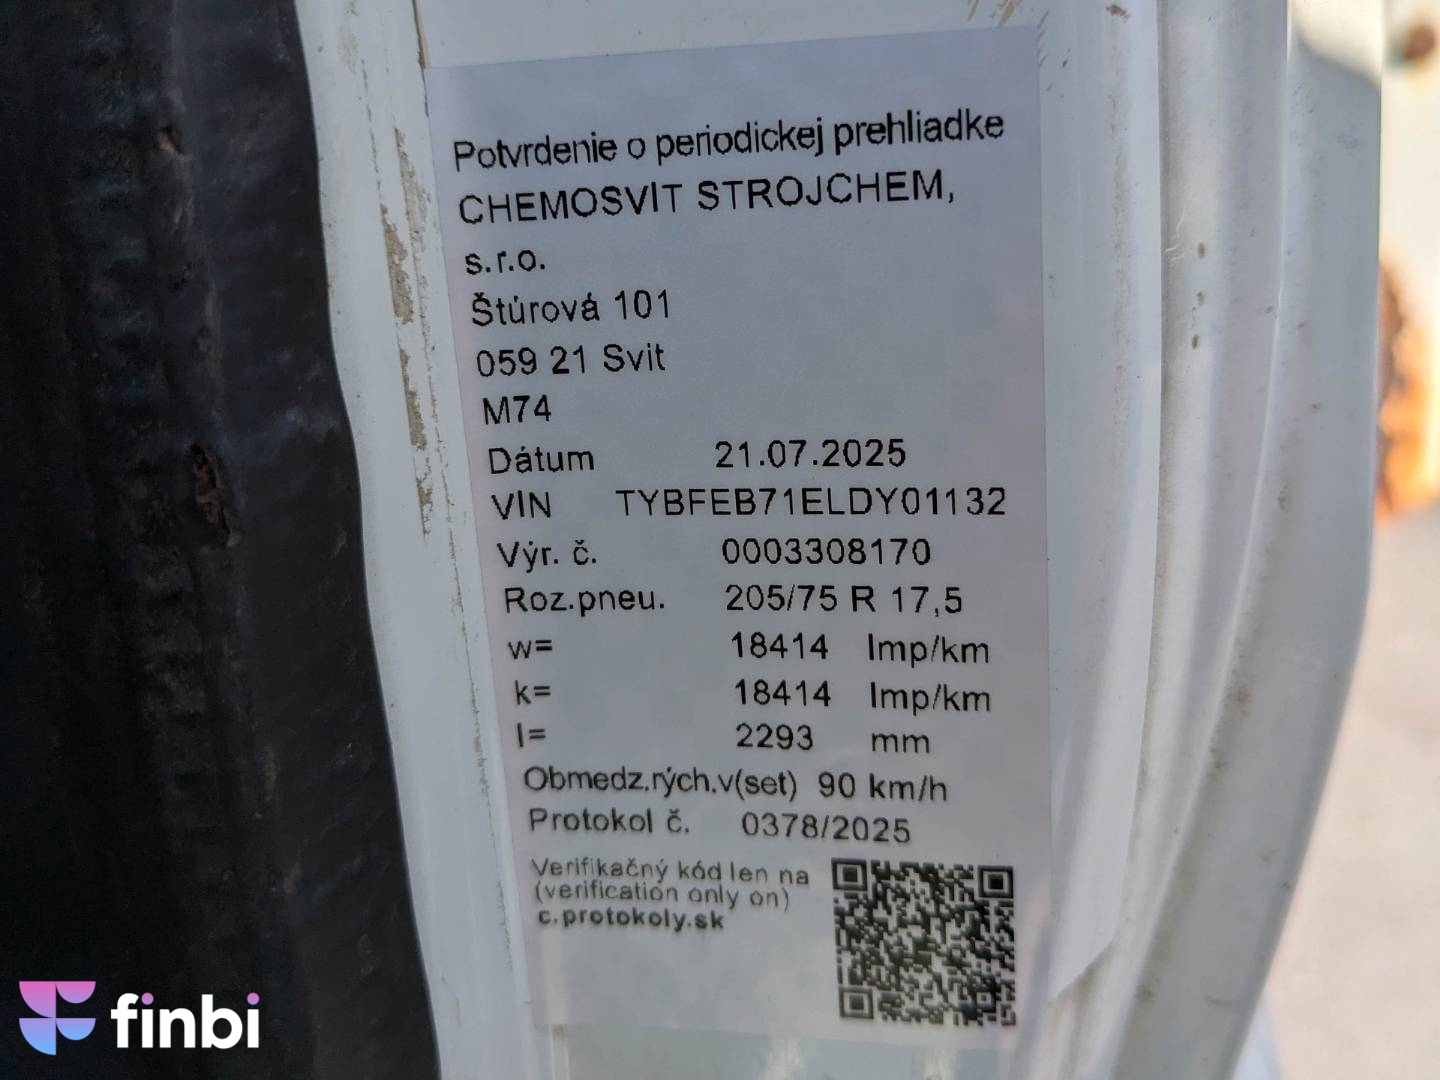 Potvrdenie o periodickej prehliadke
CHEMOSVIT STROJCHEM,
s.r.o.
Štúrová 101
059 21 Svit
M74
Dátum 21.07.2025
VIN TYBFEB71ELDY01132
Výr. č. 0003308170
Roz.pneu. 205/75 R 17,5
w= 18414 Imp/km
k= 18414 Imp/km
l= 2293 mm
Obmedz.rých.v(set) 90 km/h
Protokol č. 0378/2025
Verifikačný kód len na
(verification only on)
c.protokoly.sk
finbi